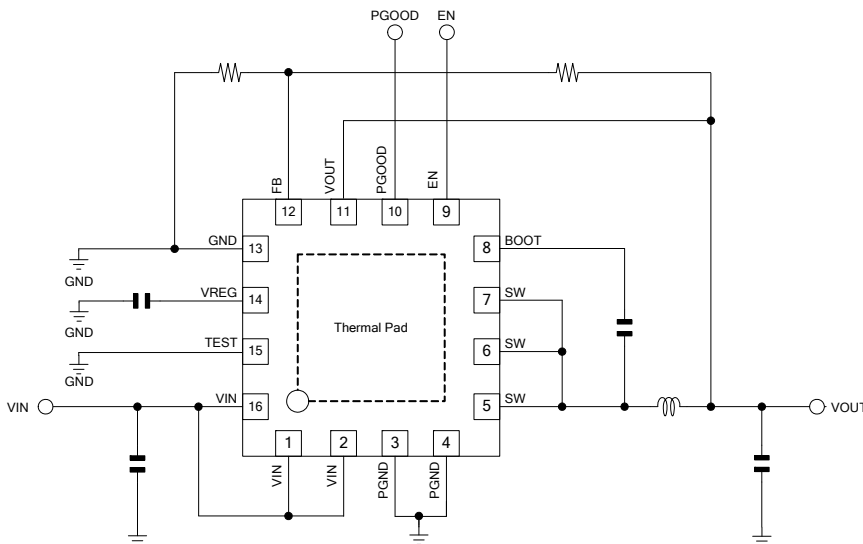 PGOOD EN
FB
VOUT
PGOOD
EN
12 11 10 9
GND 13
GND
8 BOOT
VREG 14
GND
7 SW
Thermal Pad
TEST 15
GND
6 SW
VIN
VIN 16
5 SW
VOUT
1 2 3 4
VIN
VIN
PGND
PGND